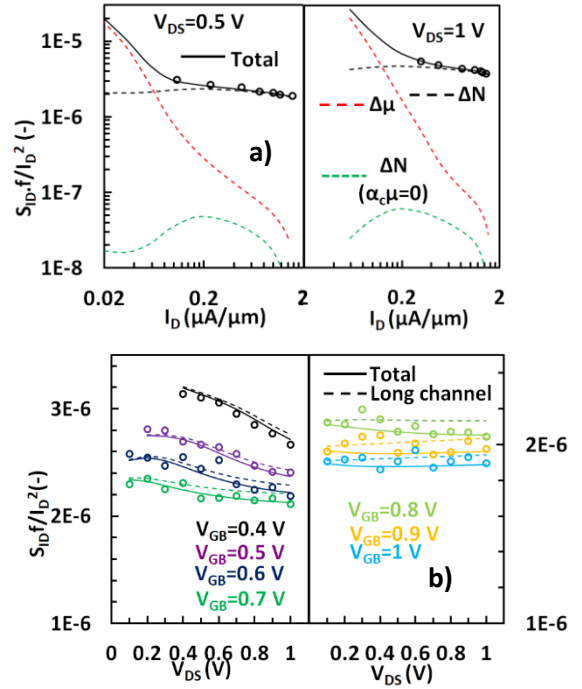 V_DS=0.5 V
V_DS=1 V
Total
Δμ
ΔN
ΔN
(α_cμ=0)
a)
S_ID.f/I_D^2 (-)
1E-5
1E-6
1E-7
1E-8
0.02
0.2
2
0.2
2
I_D (μA/μm)
I_D (μA/μm)
Total
Long channel
S_ID f/I_D^2 (-)
3E-6
2E-6
1E-6
2E-6
1E-6
V_GB=0.4 V
V_GB=0.5 V
V_GB=0.6 V
V_GB=0.7 V
V_GB=0.8 V
V_GB=0.9 V
V_GB=1 V
b)
0 0.2 0.4 0.6 0.8 1
0 0.2 0.4 0.6 0.8 1
V_DS (V)
V_DS (V)